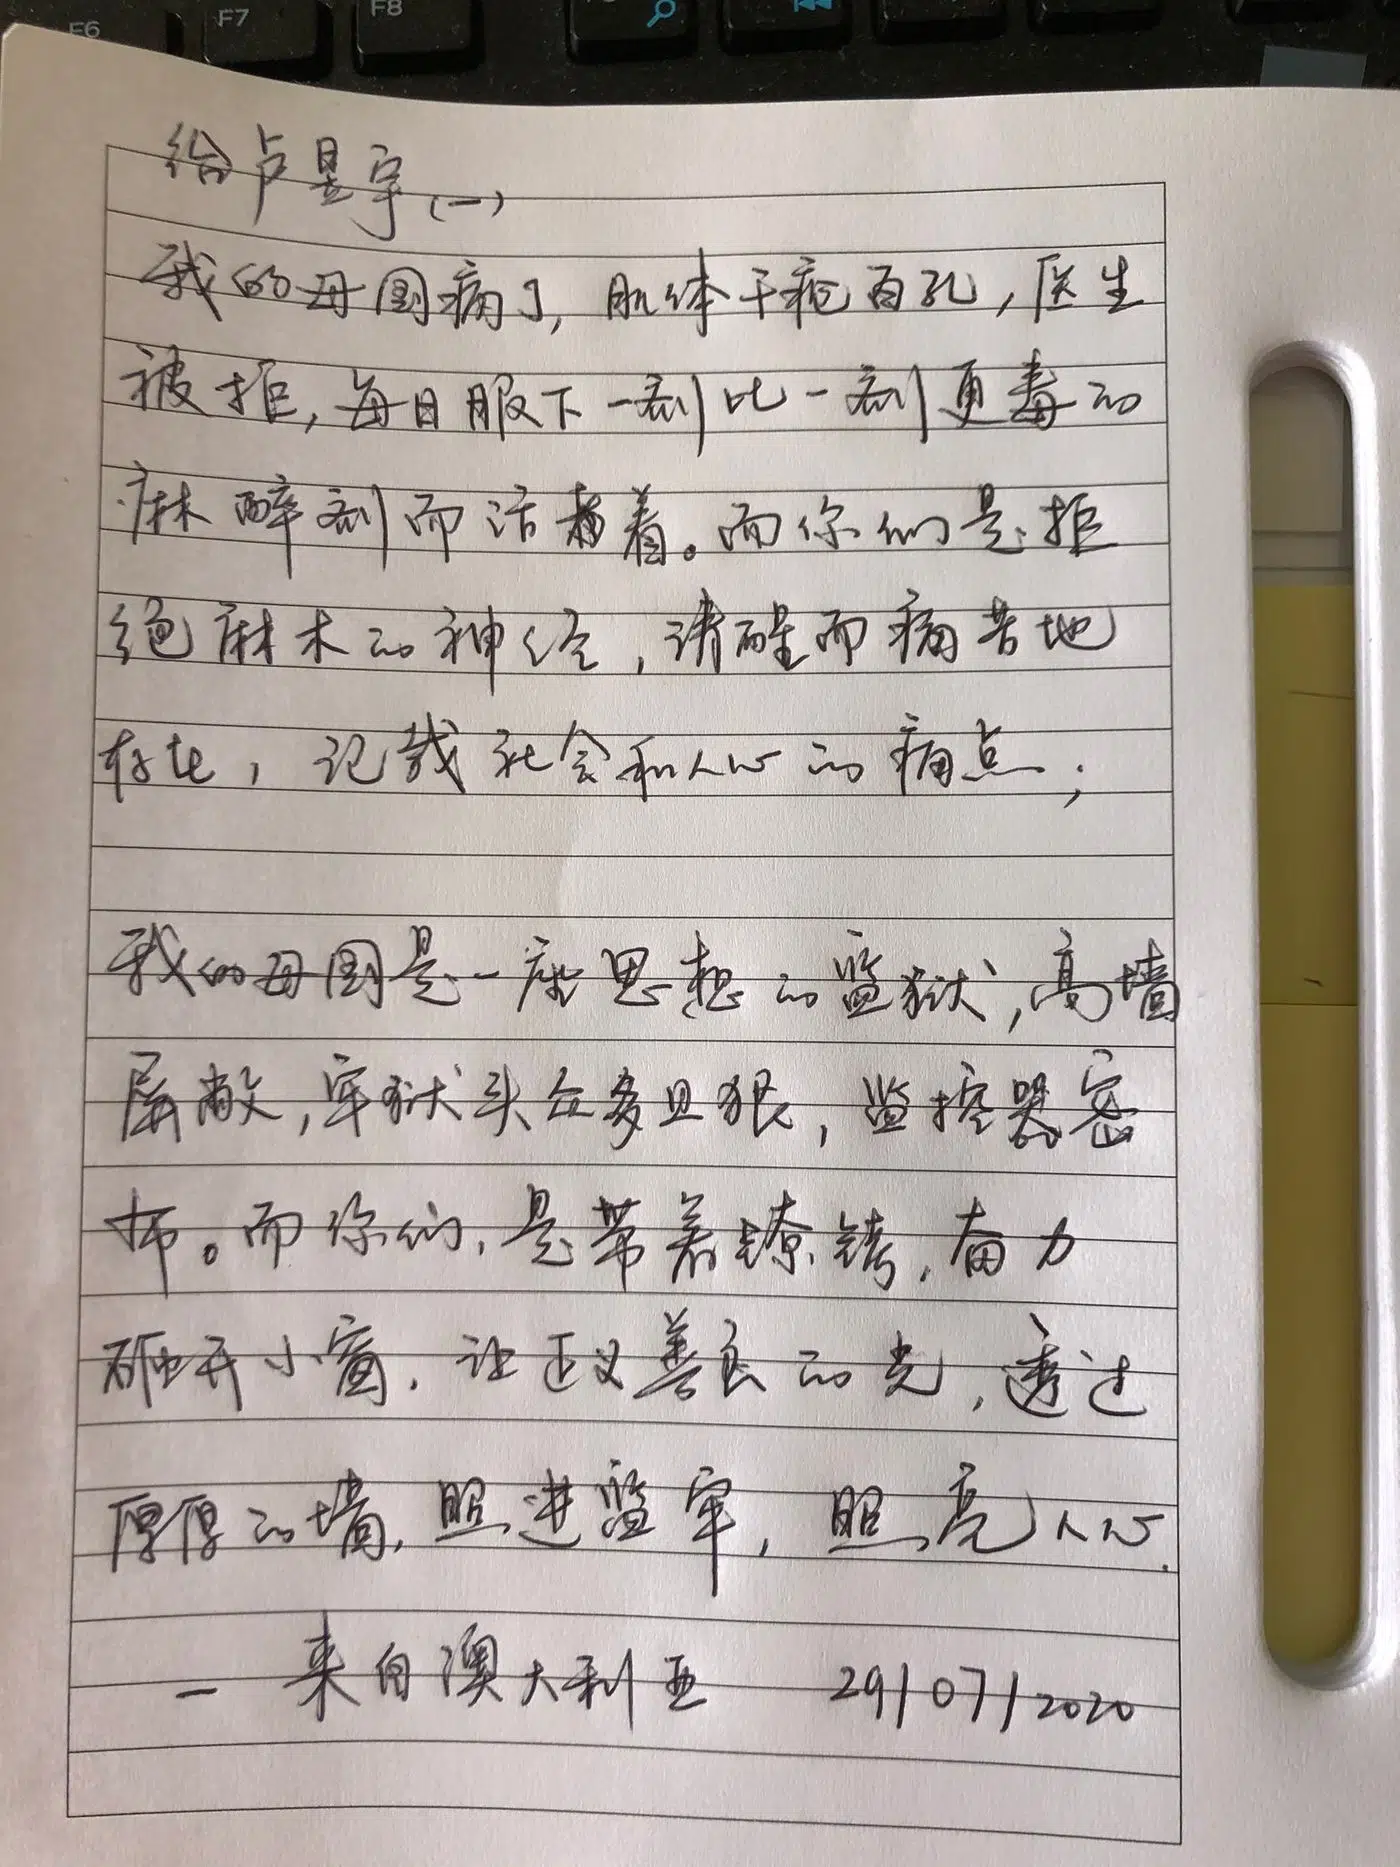 F6 F7 F8
给卢昱宇(一)
我的母国病了,肌体千疮百孔,医生
被拒,每日服下一剂比一剂更毒的
麻醉剂而活着。而你们是拒
绝麻木的神经,清醒而痛苦地
存在,记载社会和人心的痛点;
我的母国是一座思想的监狱,高墙
屏蔽,牢狱头众多且狠,监控器密
布。而你们,是带着镣铐,奋力
砸开小窗,让正义善良的光,透过
厚厚的墙,照进监牢,照亮人心.
— 来自澳大利亚 29/07/2020